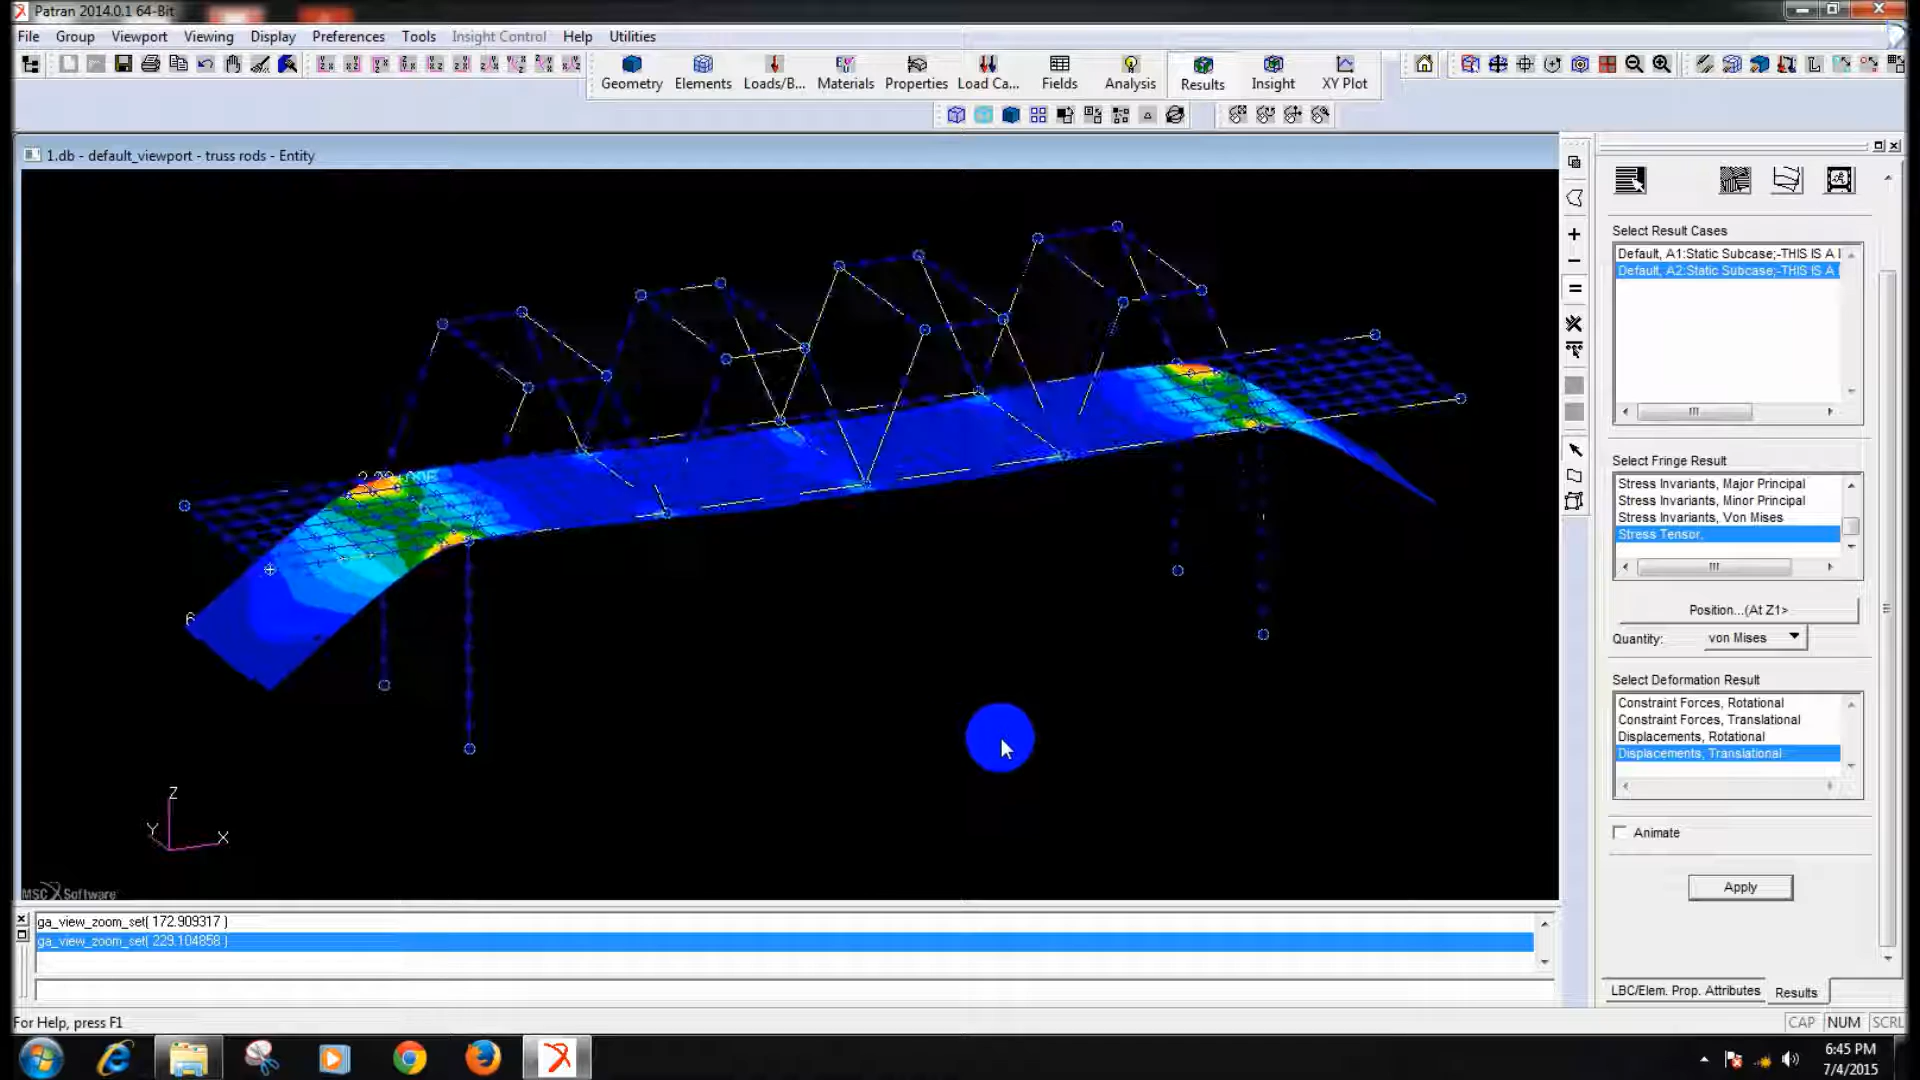 Patran 2014.0.1 64-Bit
File Group Viewport Viewing Display Preferences Tools Insight Control Help Utilities
Geometry Elements Loads/B... Materials Properties Load Ca... Fields Analysis Results Insight XY Plot
1.db - default_viewport - truss rods - Entity
Select Result Cases
Default, A1:Static Subcase;-THIS IS A
Default, A2:Static Subcase;-THIS IS A
Select Fringe Result
Stress Invariants, Major Principal
Stress Invariants, Minor Principal
Stress Invariants, Von Mises
Stress Tensor,
Position...(At Z1>
Quantity: von Mises
Select Deformation Result
Constraint Forces, Rotational
Constraint Forces, Translational
Displacements, Rotational
Displacements, Translational
Animate
Apply
6
Z
Y
X
MSC Software
ga_view_zoom_set( 172.909317 )
ga_view_zoom_set( 229.104858 )
LBC/Elem. Prop. Attributes Results
For Help, press F1
CAP NUM SCRL
6:45 PM
7/4/2015